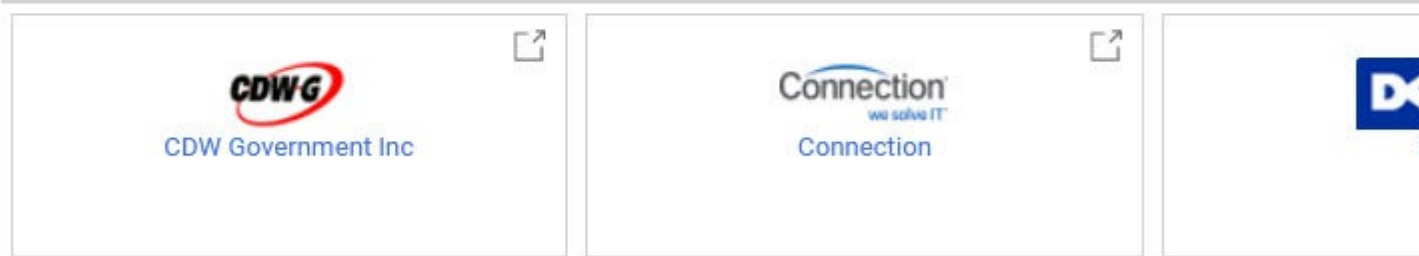 CDW·G
CDW Government Inc
Connection
we solve IT
Connection